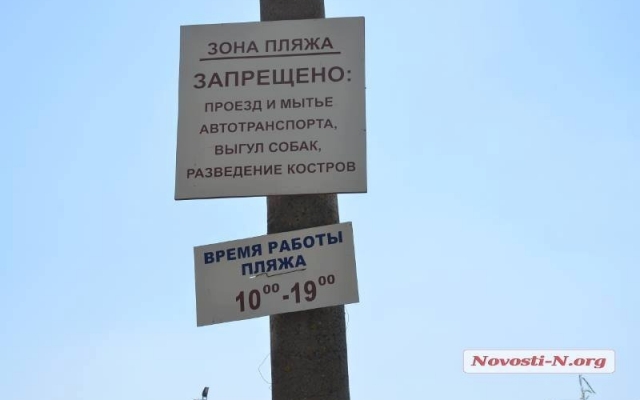 ЗОНА ПЛЯЖА
ЗАПРЕЩЕНО:
ПРОЕЗД И МЫТЬЕ
АВТОТРАНСПОРТА,
ВЫГУЛ СОБАК,
РАЗВЕДЕНИЕ КОСТРОВ
ВРЕМЯ РАБОТЫ
ПЛЯЖА
10⁰⁰-19⁰⁰
Novosti-N.org